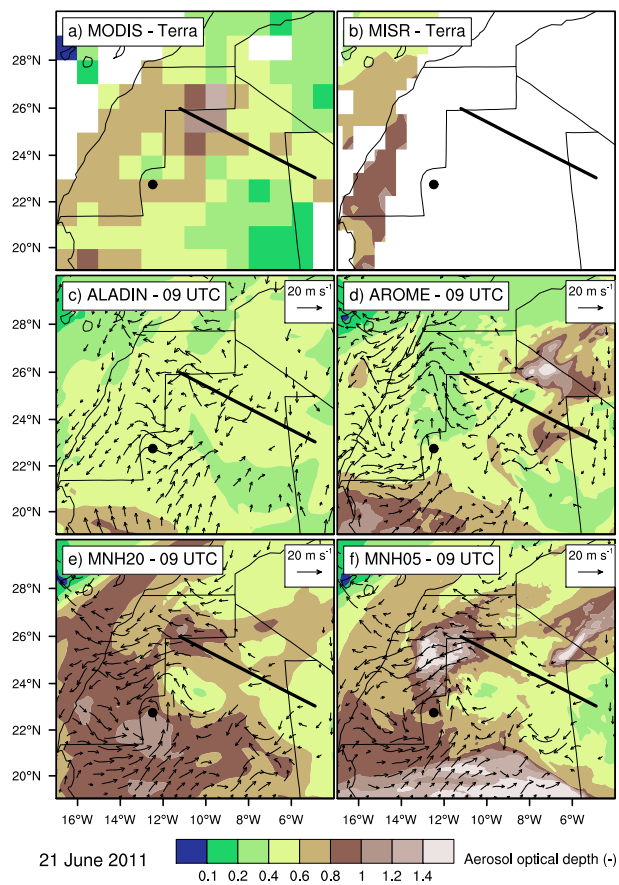 a) MODIS - Terra
b) MISR - Terra
28°N
26°N
24°N
22°N
20°N
c) ALADIN - 09 UTC
20 m s-1
d) AROME - 09 UTC
20 m s-1
28°N
26°N
24°N
22°N
20°N
e) MNH20 - 09 UTC
20 m s-1
f) MNH05 - 09 UTC
20 m s-1
28°N
26°N
24°N
22°N
20°N
16°W 14°W 12°W 10°W 8°W 6°W 16°W 14°W 12°W 10°W 8°W 6°W
21 June 2011
0.1 0.2 0.4 0.6 0.8 1 1.2 1.4
Aerosol optical depth (-)